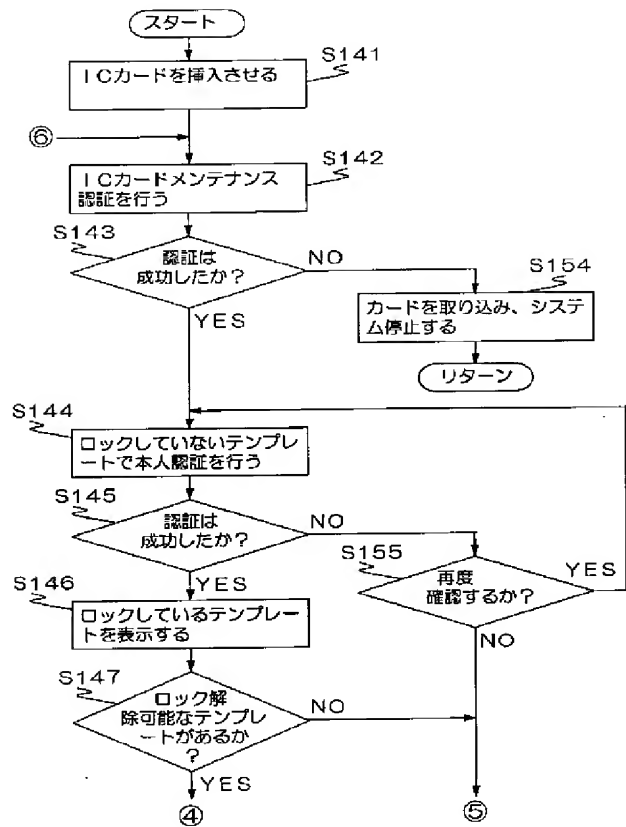 スタート
S141
ICカードを挿入させる
⑥
S142
ICカードメンテナンス
認証を行う
S143
認証は
成功したか？
NO
YES
S154
カードを取り込み、システ
ム停止する
リターン
S144
ロックしていないテンプレ
ートで本人認証を行う
S145
認証は
成功したか？
NO
YES
S155
再度
確認するか？
YES
NO
S146
ロックしているテンプレー
トを表示する
S147
ロック解
除可能なテンプレ
ートがあるか
？
NO
YES
④
⑤